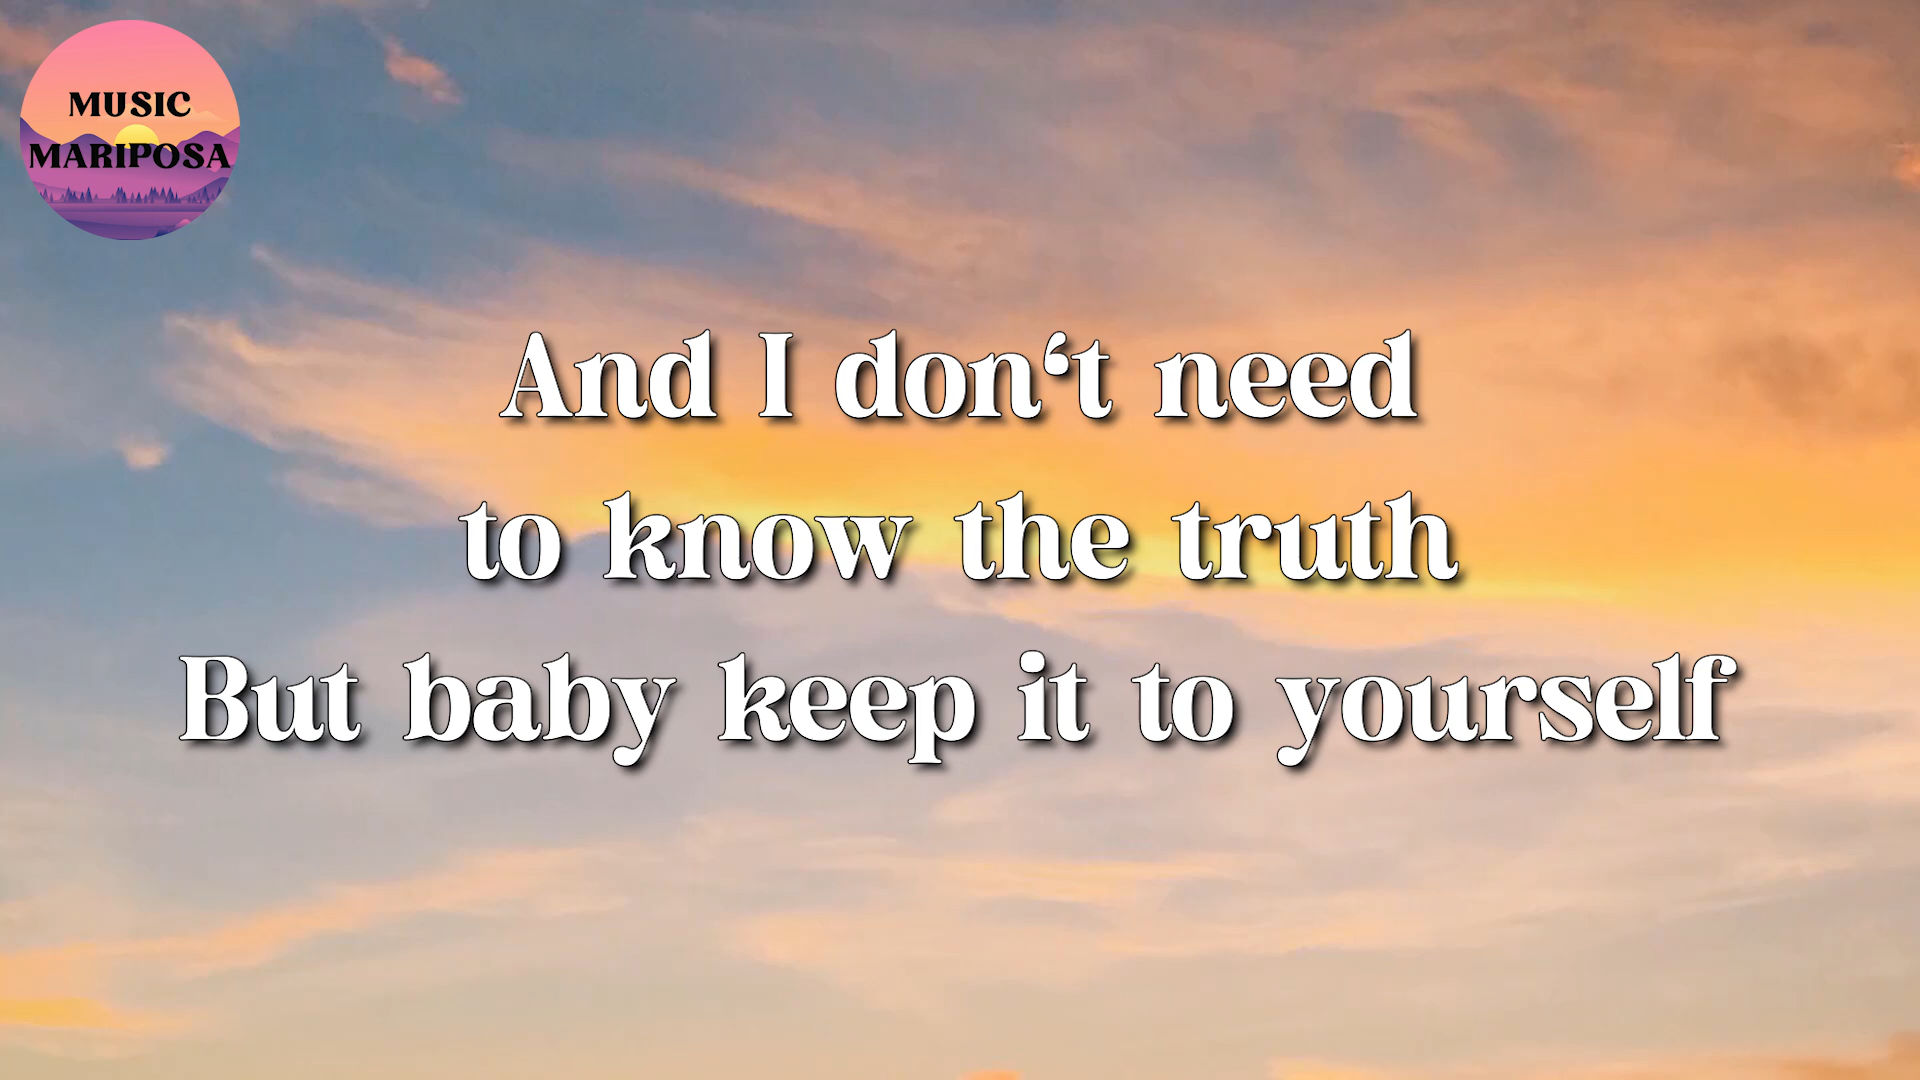 MUSIC
MARIPOSA
And I don‘t need
to know the truth
But baby keep it to yourself